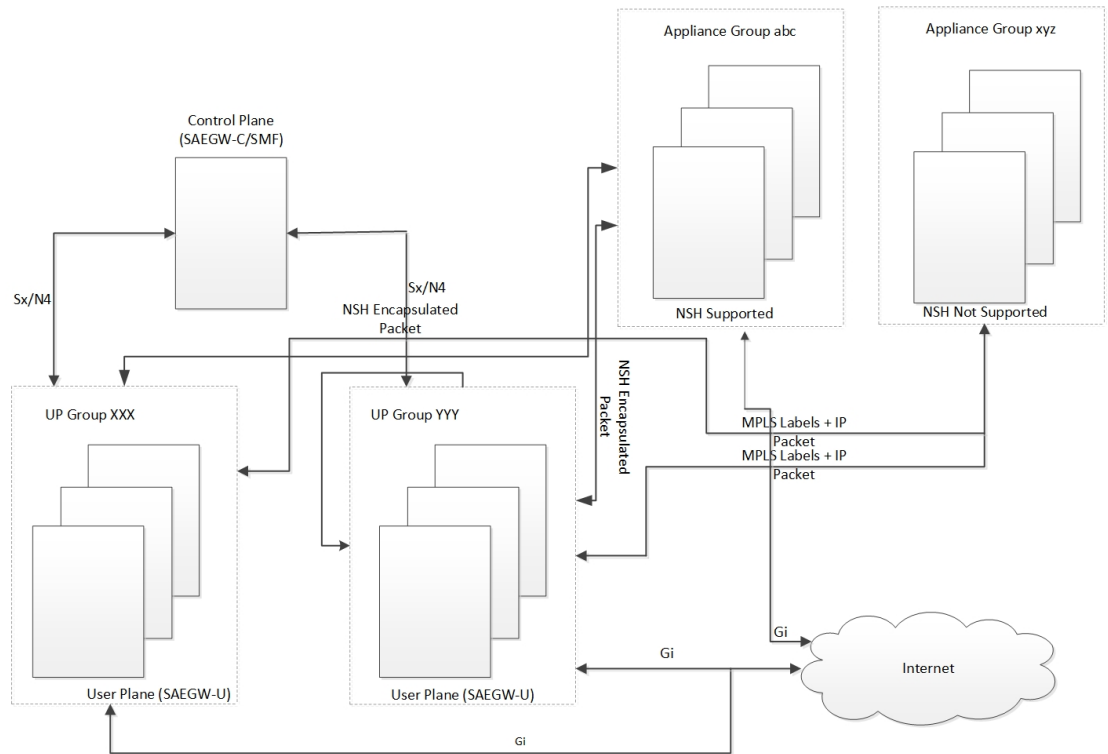 Appliance Group abc
Appliance Group xyz
Control Plane
(SAEGW-C/SMF)
Sx/N4
Sx/N4
NSH Encapsulated
Packet
NSH Supported
NSH Not Supported
NSH Encapsulated
Packet
UP Group XXX
UP Group YYY
MPLS Labels + IP
Packet
MPLS Labels + IP
Packet
Gi
Gi
Internet
User Plane (SAEGW-U)
User Plane (SAEGW-U)
Gi